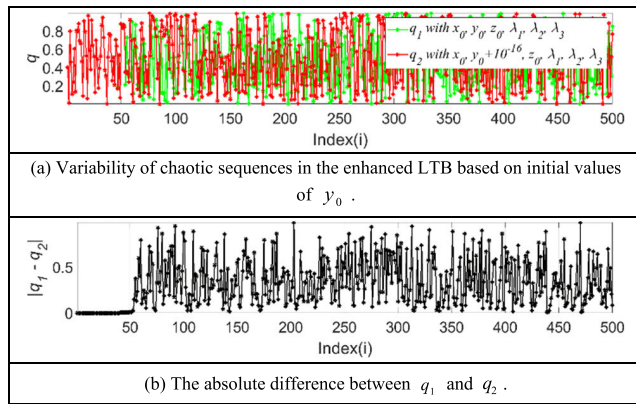 q₁ with x₀, y₀, z₀, λ₁, λ₂, λ₃
q₂ with x₀, y₀+10⁻¹⁶, z₀, λ₁, λ₂, λ₃
q
0.8
0.6
0.4
0.2
50 100 150 200 250 300 350 400 450 500
Index(i)
(a) Variability of chaotic sequences in the enhanced LTB based on initial values
of y₀ .
|q₁ - q₂|
0.5
0
50 100 150 200 250 300 350 400 450 500
Index(i)
(b) The absolute difference between q₁ and q₂ .